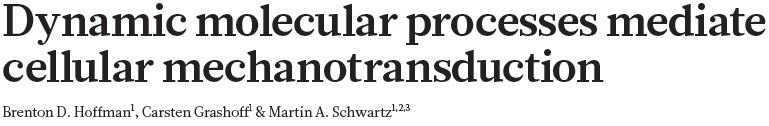 Dynamic molecular processes mediate
cellular mechanotransduction
Brenton D. Hoffman¹, Carsten Grashoff¹ & Martin A. Schwartz¹,²,³